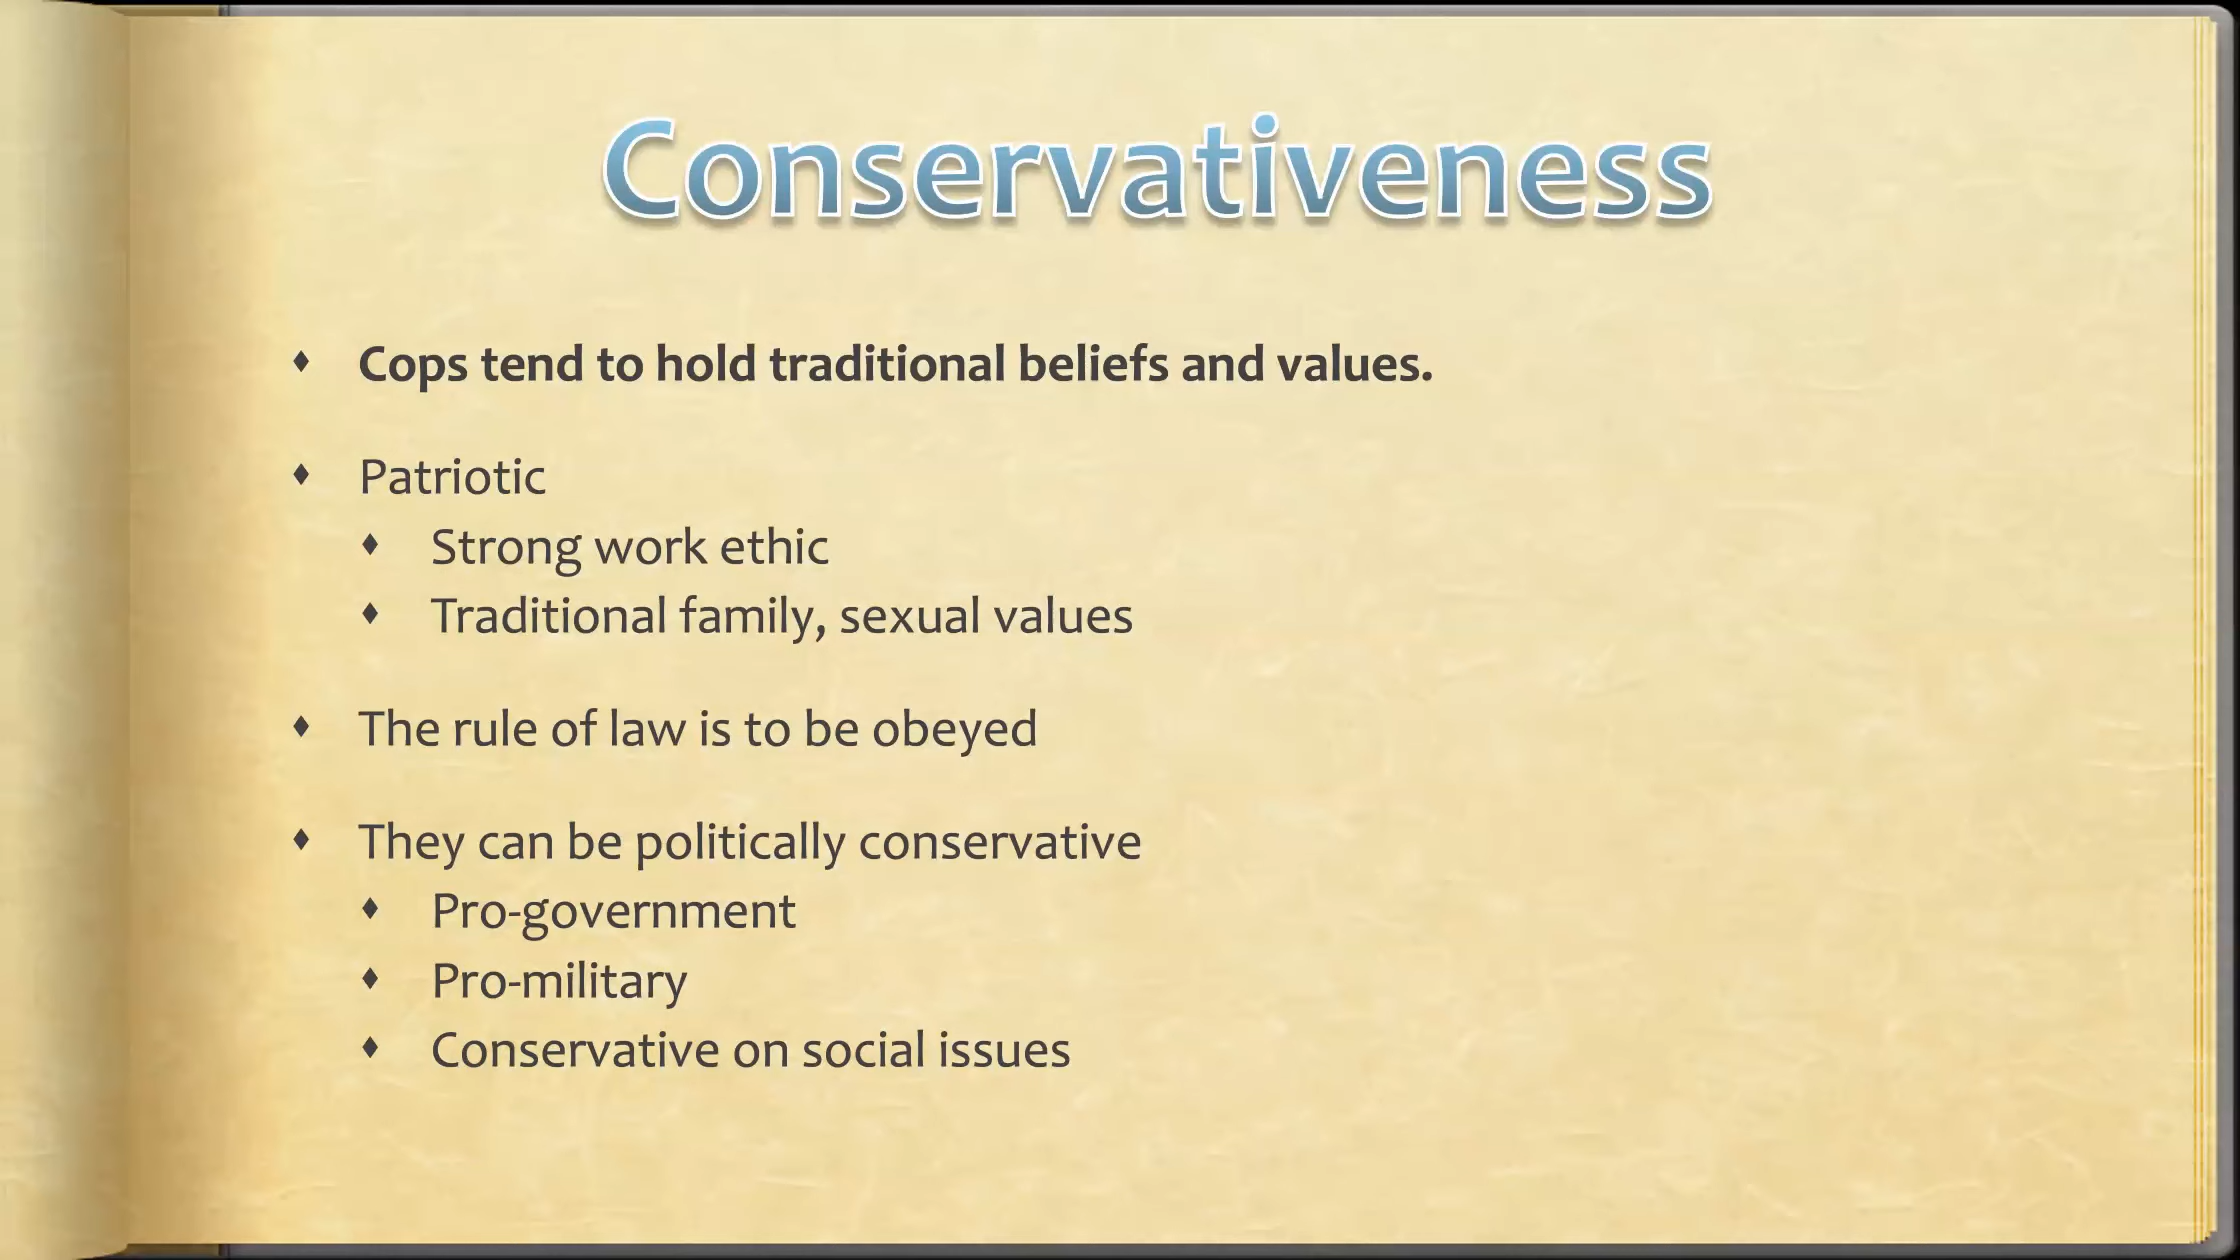 Conservativeness
Cops tend to hold traditional beliefs and values.
Patriotic
Strong work ethic
Traditional family, sexual values
The rule of law is to be obeyed
They can be politically conservative
Pro-government
Pro-military
Conservative on social issues